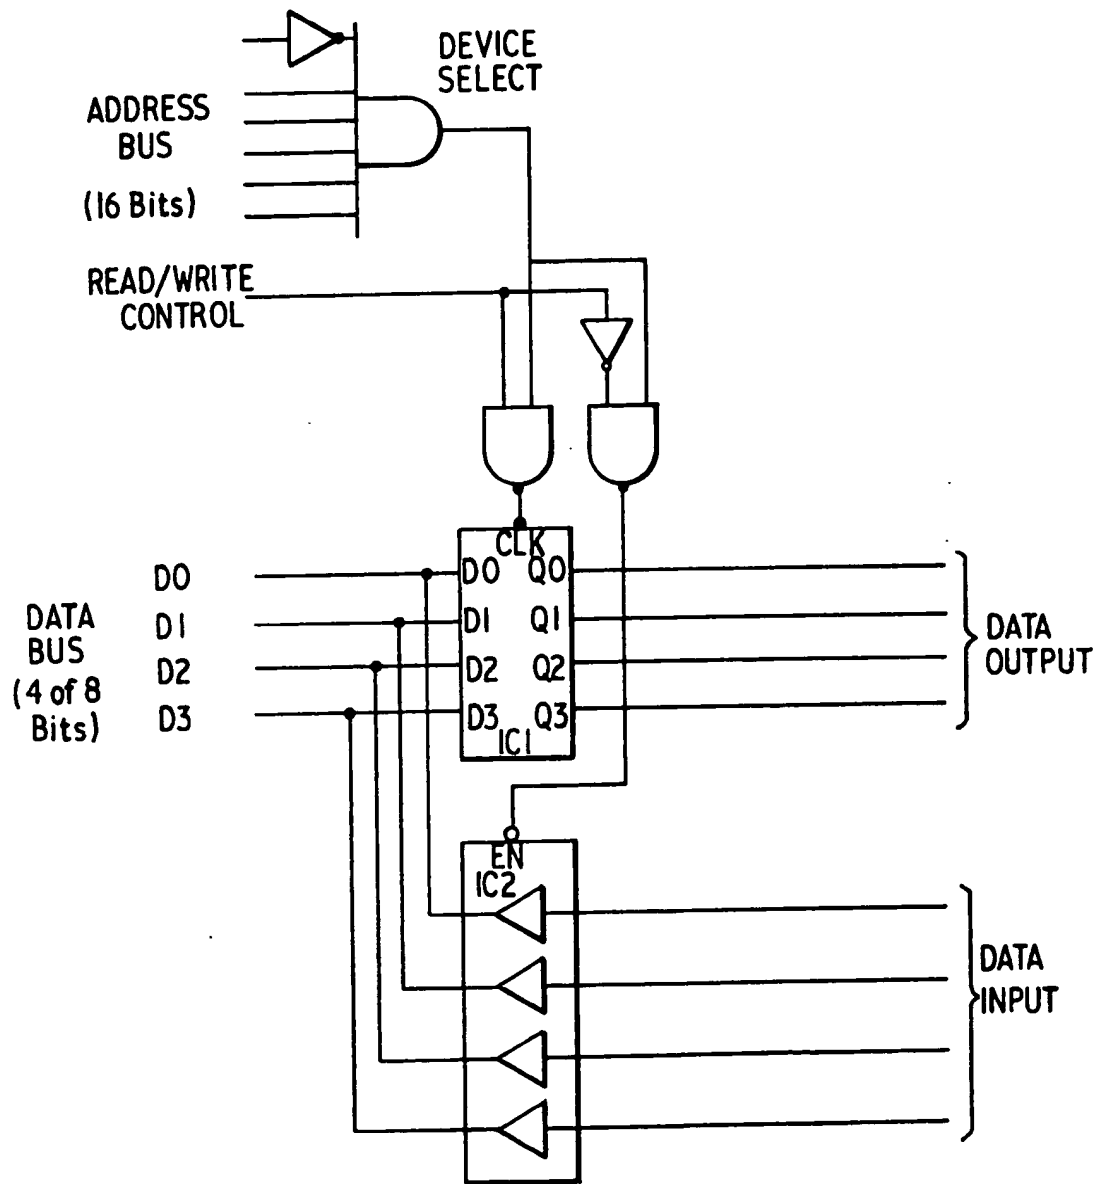 DEVICE
SELECT
ADDRESS
BUS
(16 Bits)
READ/WRITE
CONTROL
CLK
D0
D1
D2
D3
DATA
BUS
(4 of 8
Bits)
D0 Q0
D1 Q1
D2 Q2
D3 Q3
IC1
DATA
OUTPUT
EN
IC2
DATA
INPUT